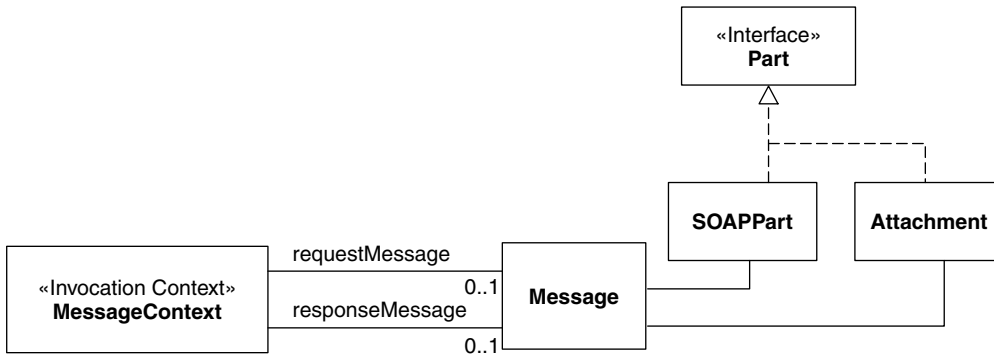 «Interface»
Part
SOAPPart
Attachment
requestMessage
0..1
«Invocation Context»
MessageContext
Message
responseMessage
0..1